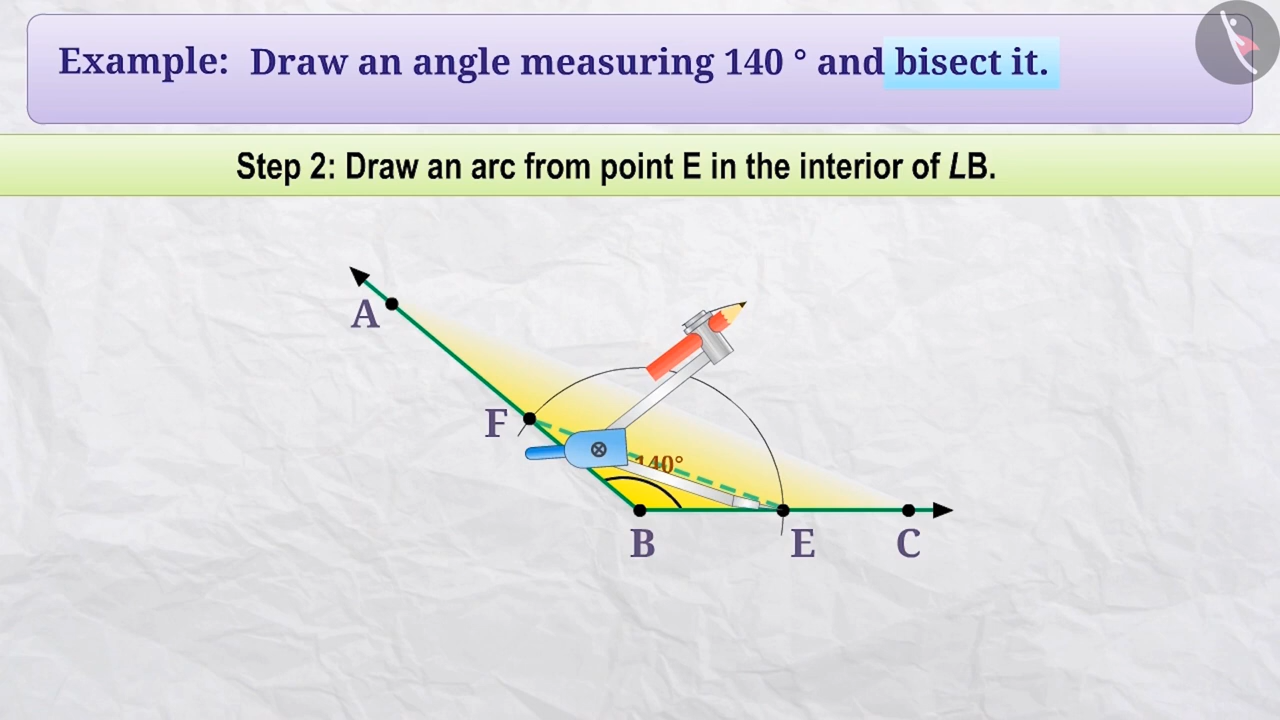 Example: Draw an angle measuring 140 ° and bisect it.
Step 2: Draw an arc from point E in the interior of LB.
A
F
140°
B E C